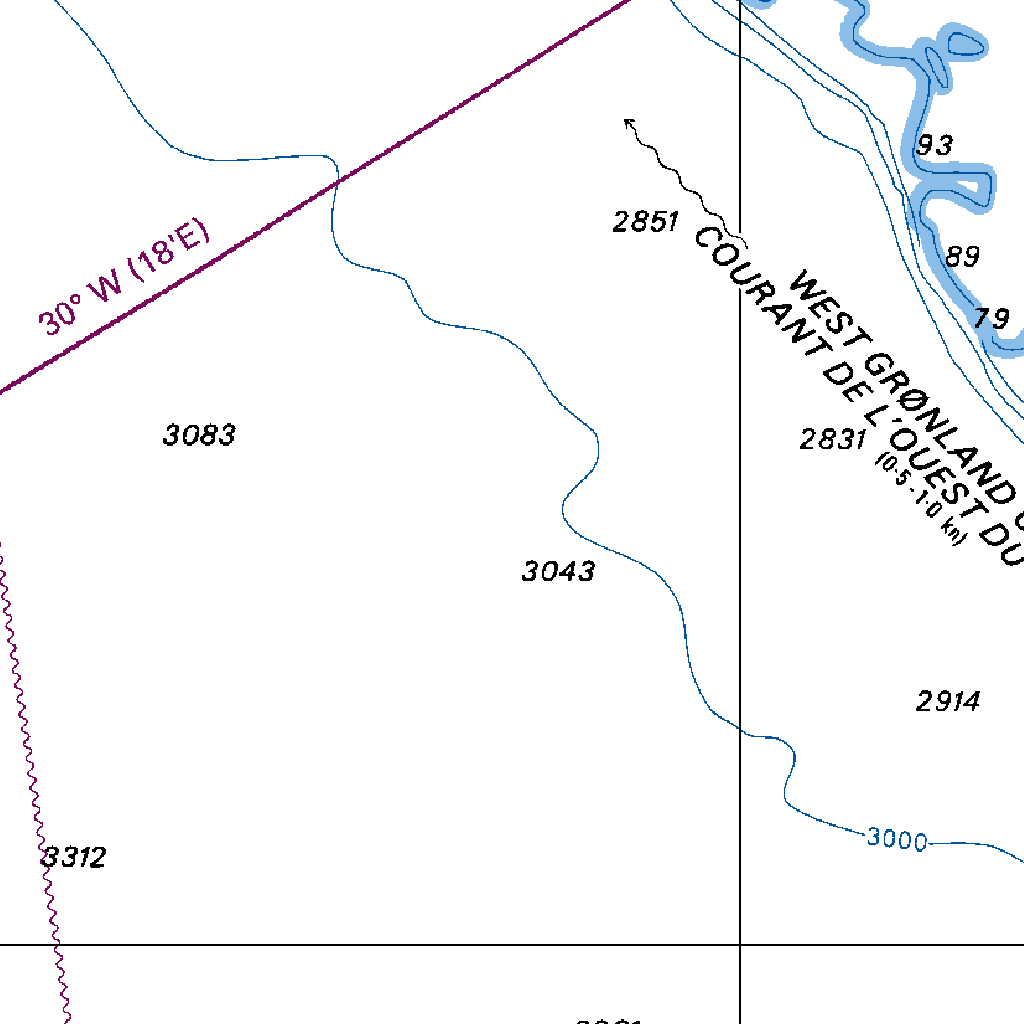 93
2851
30° W (18'E)
89
79
WEST GRØNLAND
COURANT DE L'OUEST DU
(0·5 - 1·0 kn)
3083
2831
3043
2914
3000
3312